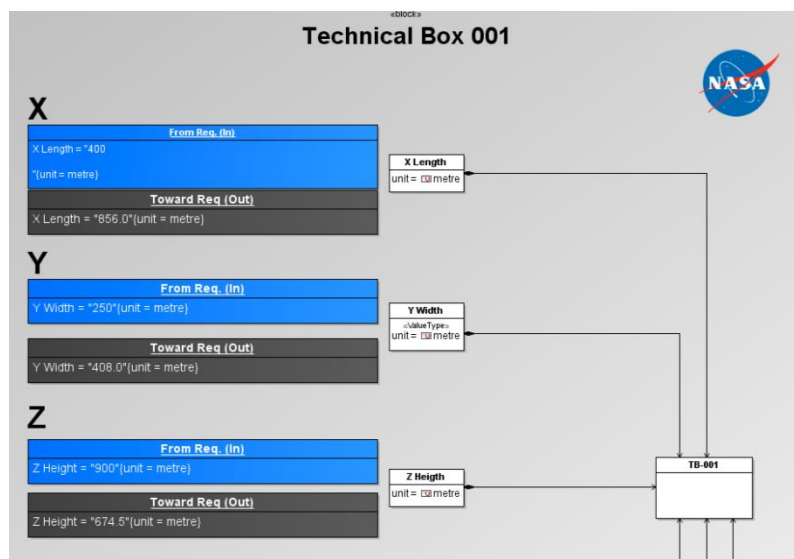 «block»
Technical Box 001
NASA
X
From Req. (In)
X Length = "400
"{unit = metre}
Toward Req (Out)
X Length = "856.0"{unit = metre}
X Length
unit = metre
Y
From Req. (In)
Y Width = "250"{unit = metre}
Toward Req (Out)
Y Width = "408.0"{unit = metre}
Y Width
«ValueType»
unit = metre
Z
From Req. (In)
Z Height = "900"{unit = metre}
Toward Req (Out)
Z Height = "674.5"{unit = metre}
Z Heigth
unit = metre
TB-001